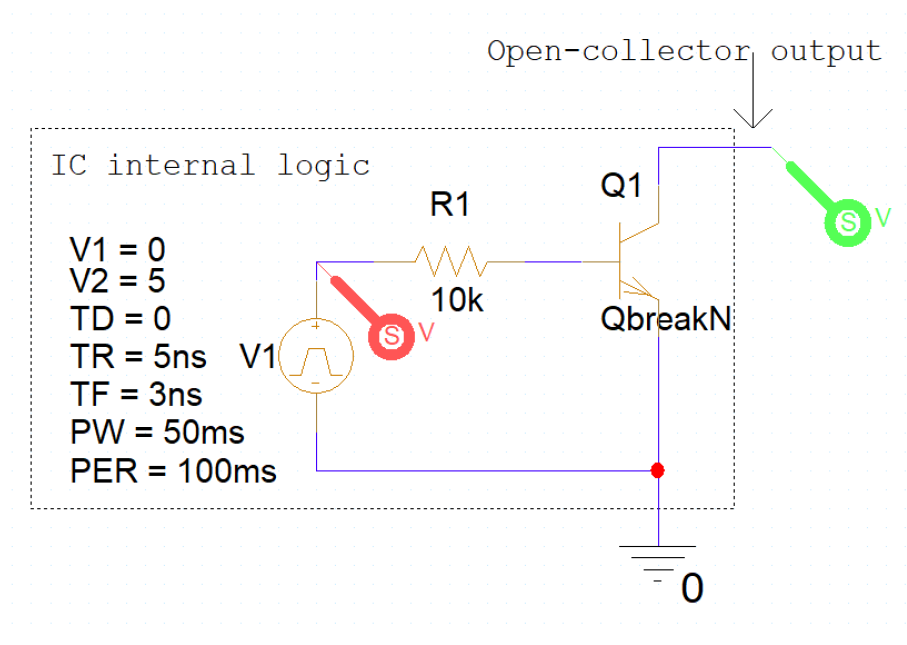 Open-collector output
IC internal logic
Q1
R1
V1 = 0
V2 = 5
TD = 0
TR = 5ns
TF = 3ns
PW = 50ms
PER = 100ms
V1
10k
QbreakN
S V
S V
0